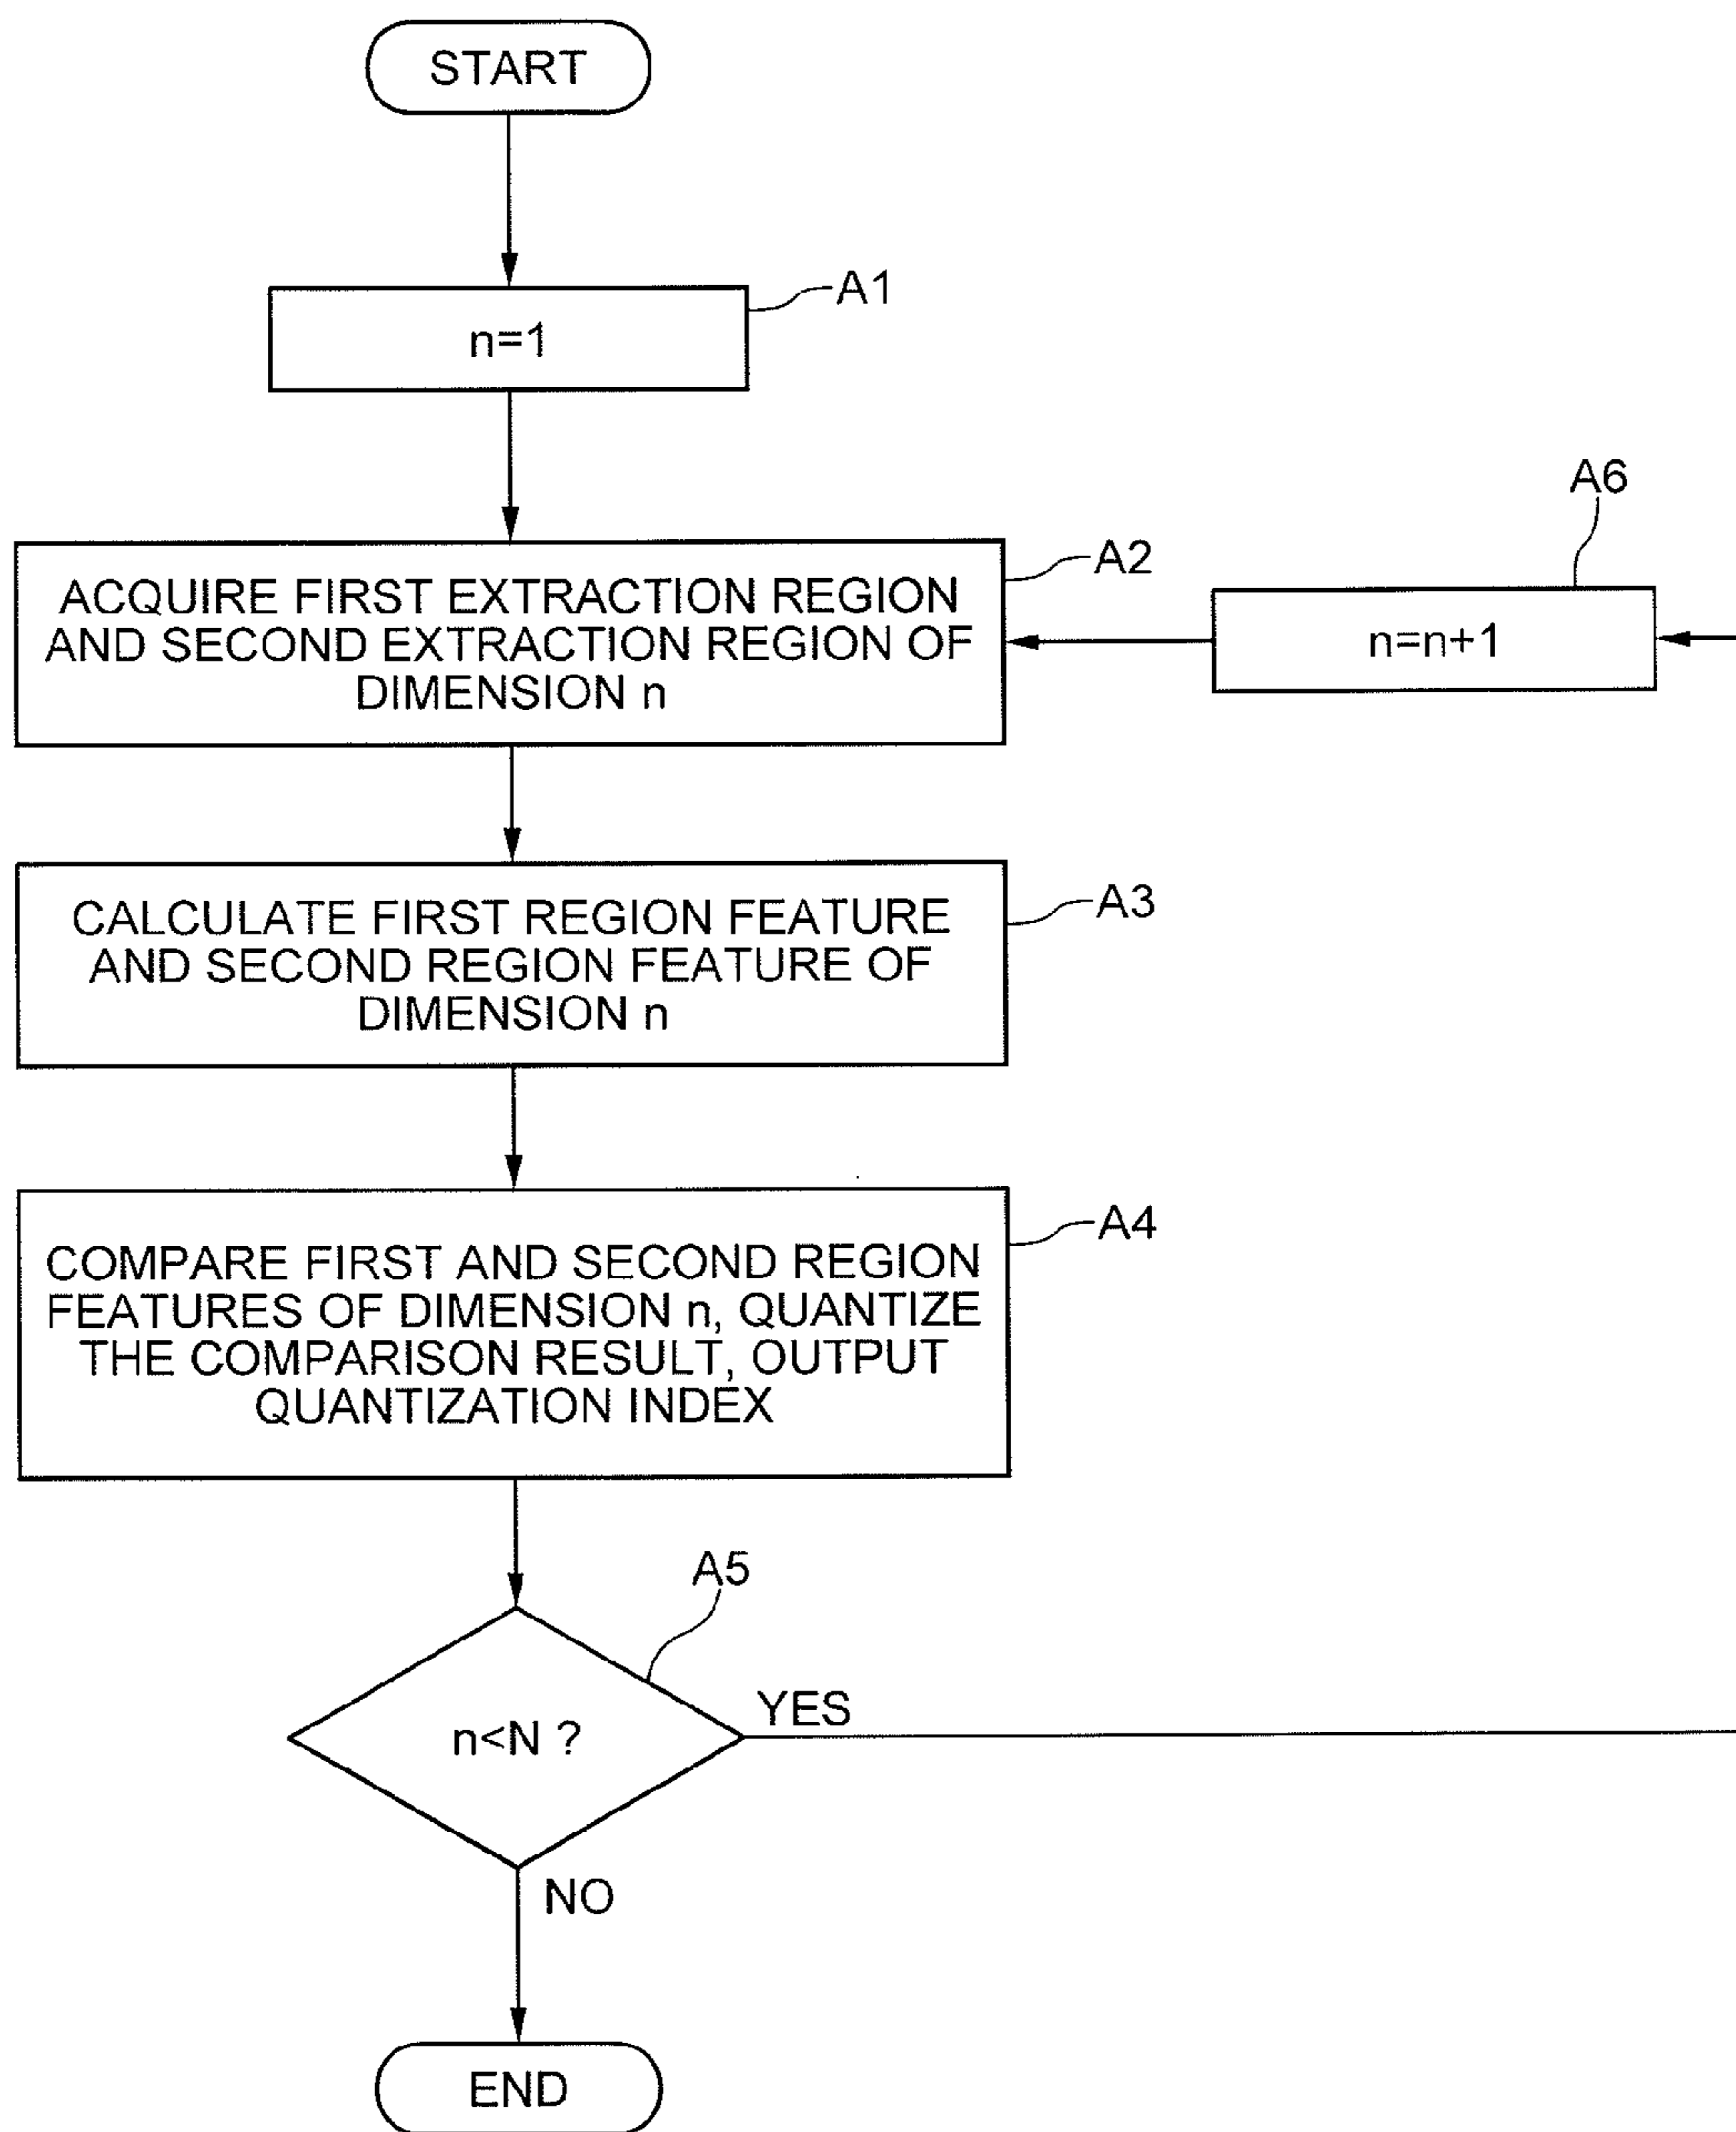 START
A1
n=1
A6
A2
ACQUIRE FIRST EXTRACTION REGION
AND SECOND EXTRACTION REGION OF
DIMENSION n
n=n+1
A3
CALCULATE FIRST REGION FEATURE
AND SECOND REGION FEATURE OF
DIMENSION n
A4
COMPARE FIRST AND SECOND REGION
FEATURES OF DIMENSION n, QUANTIZE
THE COMPARISON RESULT, OUTPUT
QUANTIZATION INDEX
A5
YES
n<N ?
NO
END